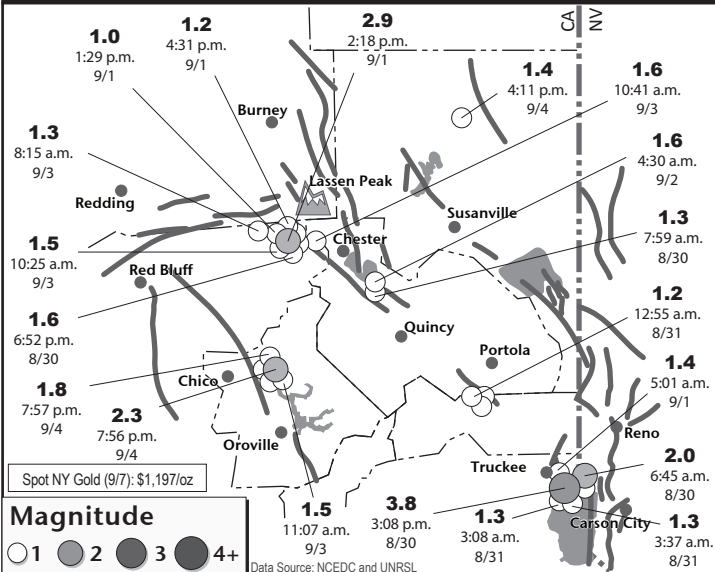 CA
NV
1.0
1:29 p.m.
9/1
1.2
4:31 p.m.
9/1
2.9
2:18 p.m.
9/1
1.4
4:11 p.m.
9/4
1.6
10:41 a.m.
9/3
1.6
4:30 a.m.
9/2
1.3
7:59 a.m.
8/30
1.2
12:55 a.m.
8/31
1.4
5:01 a.m.
9/1
2.0
6:45 a.m.
8/30
1.3
3:37 a.m.
8/31
1.3
3:08 a.m.
8/31
3.8
3:08 p.m.
8/30
1.5
11:07 a.m.
9/3
2.3
7:56 p.m.
9/4
1.8
7:57 p.m.
9/4
1.6
6:52 p.m.
8/30
1.5
10:25 a.m.
9/3
1.3
8:15 a.m.
9/3
Burney
Redding
Lassen Peak
Susanville
Chester
Red Bluff
Quincy
Portola
Chico
Oroville
Truckee
Reno
Carson City
Spot NY Gold (9/7): $1,197/oz
Magnitude
1 2 3 4+
Data Source: NCEDC and UNRSL